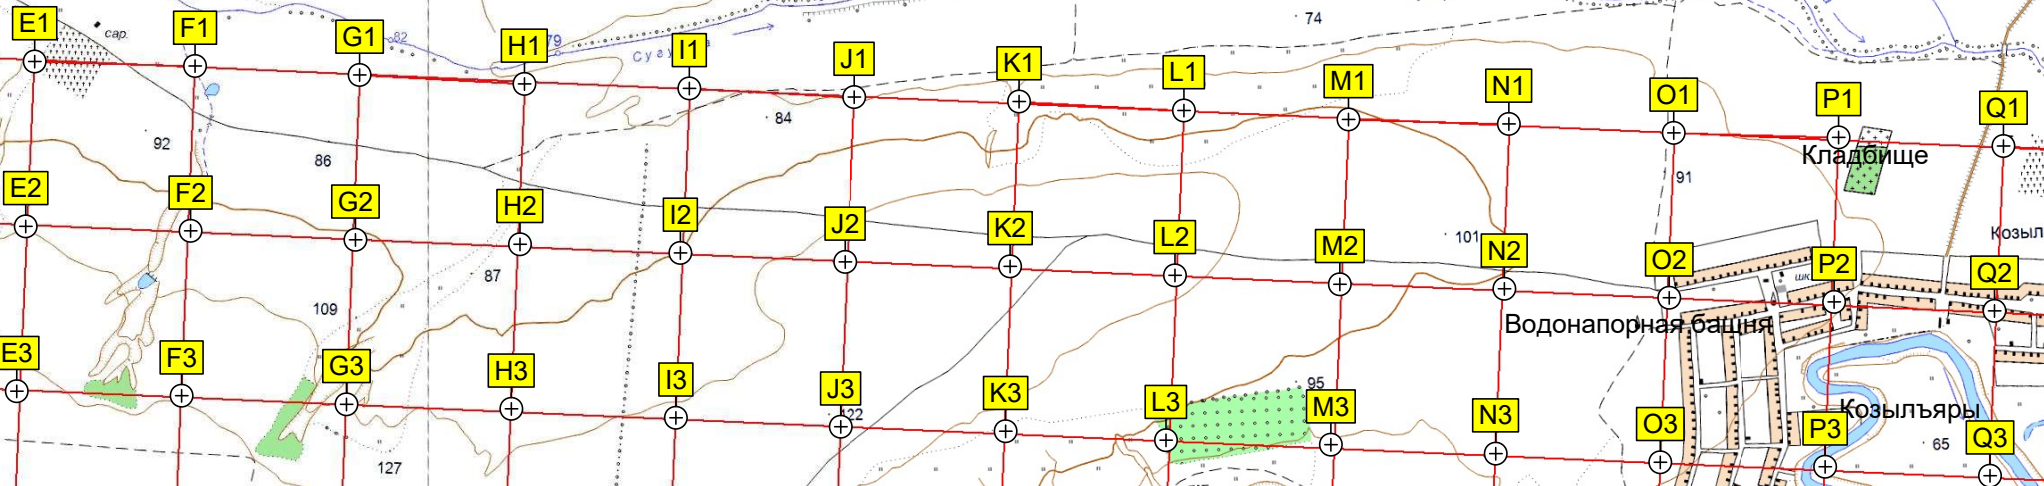 74
E1
F1
G1
H1
I1
J1
K1
L1
M1
N1
O1
P1
Q1
сар.
82
79
84
92
86
Кладбище
91
E2
F2
G2
H2
I2
J2
K2
L2
M2
N2
O2
P2
Q2
101
Козыл
87
109
шк
Водонапорная башня
E3
F3
G3
H3
I3
J3
K3
L3
M3
N3
O3
P3
Q3
95
122
Козылъяры
65
127